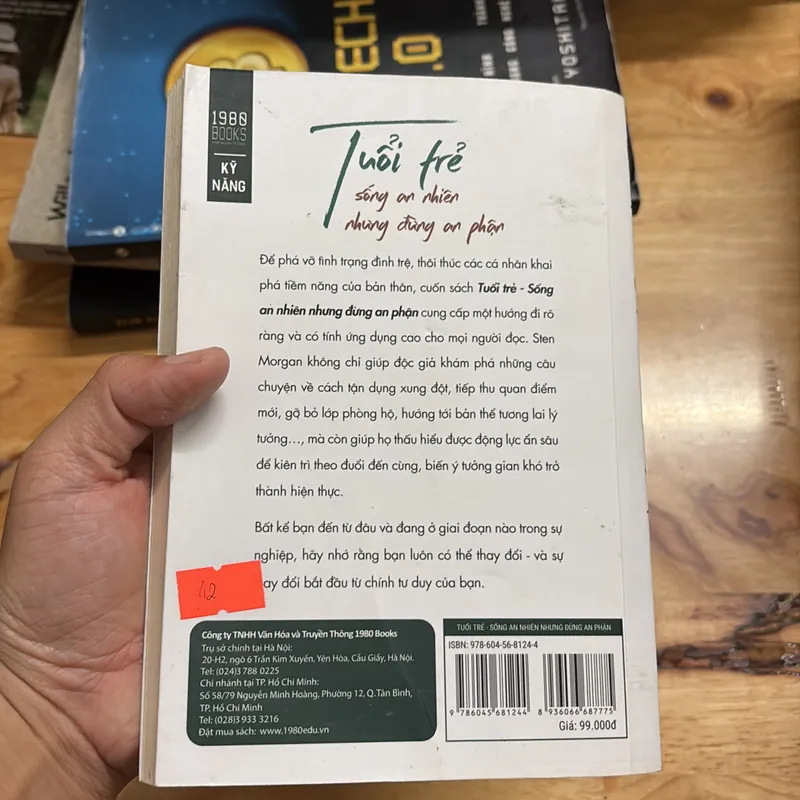 ECH
.0
YOSHITA
1980
BOOKS
KỸ
NĂNG
Tuổi trẻ
sống an nhiên
nhưng đừng an phận
Để phá vỡ tình trạng đình trệ, thôi thúc các cá nhân khai
phá tiềm năng của bản thân, cuốn sách Tuổi trẻ - Sống
an nhiên nhưng đừng an phận cung cấp một hướng đi rõ
ràng và có tính ứng dụng cao cho mọi người đọc. Sten
Morgan không chỉ giúp độc giả khám phá những câu
chuyện về cách tận dụng xung đột, tiếp thu quan điểm
mới, gỡ bỏ lớp phòng hộ, hướng tới bản thể tương lai lý
tưởng..., mà còn giúp họ thấu hiểu được động lực ẩn sâu
để kiên trì theo đuổi đến cùng, biến ý tưởng gian khó trở
thành hiện thực.
Bất kể bạn đến từ đâu và đang ở giai đoạn nào trong sự
nghiệp, hãy nhớ rằng bạn luôn có thể thay đổi - và sự
ay đổi bắt đầu từ chính tư duy của bạn.
42
Công ty TNHH Văn Hóa và Truyền Thông 1980 Books
Trụ sở chính tại Hà Nội:
20-H2, ngõ 6 Trần Kim Xuyến, Yên Hòa, Cầu Giấy, Hà Nội.
Tel: (024)3 788 0225
Chi nhánh tại TP. Hồ Chí Minh:
Số 58/79 Nguyễn Minh Hoàng, Phường 12, Q.Tân Bình,
TP. Hồ Chí Minh
Tel: (028)3 933 3216
Đặt mua sách: www.1980edu.vn
TUỔI TRẺ - SỐNG AN NHIÊN NHƯNG ĐỪNG AN PHẬN
ISBN: 978-604-56-8124-4
9 786045 681244
8 936066 687775
Giá: 99.000đ